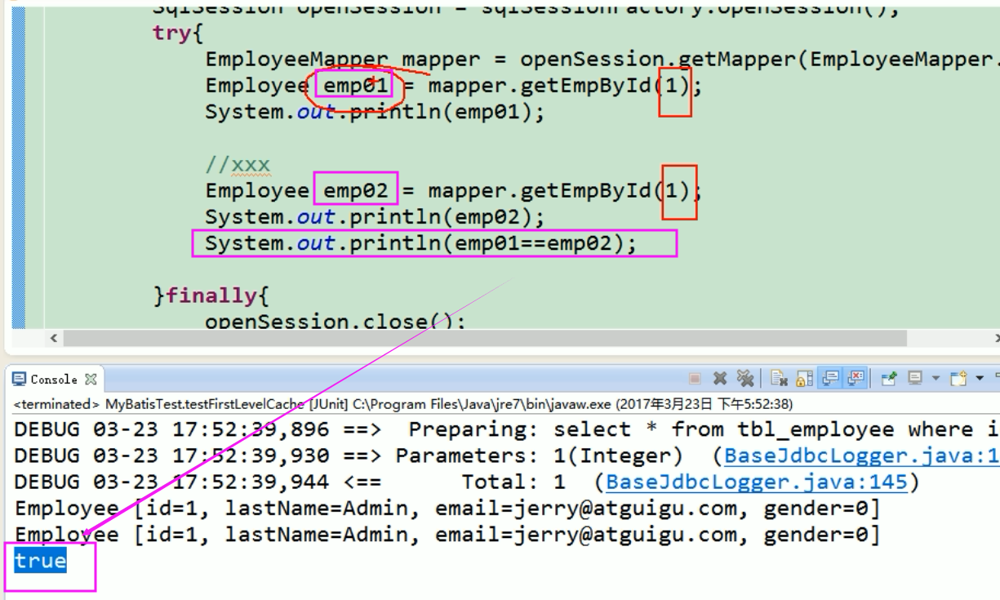 SqlSession openSession = sqlSessionFactory.openSession();
try{
EmployeeMapper mapper = openSession.getMapper(EmployeeMapper.
Employee emp01 = mapper.getEmpById(1);
System.out.println(emp01);
//xxx
Employee emp02 = mapper.getEmpById(1);
System.out.println(emp02);
System.out.println(emp01==emp02);
}finally{
openSession.close();
Console
<terminated> MyBatisTest.testFirstLevelCache [JUnit] C:\Program Files\Java\jre7\bin\javaw.exe (2017年3月23日 下午5:52:38)
DEBUG 03-23 17:52:39,896 ==>  Preparing: select * from tbl_employee where i
DEBUG 03-23 17:52:39,930 ==> Parameters: 1(Integer)  (BaseJdbcLogger.java:1
DEBUG 03-23 17:52:39,944 <==      Total: 1  (BaseJdbcLogger.java:145)
Employee [id=1, lastName=Admin, email=jerry@atguigu.com, gender=0]
Employee [id=1, lastName=Admin, email=jerry@atguigu.com, gender=0]
true